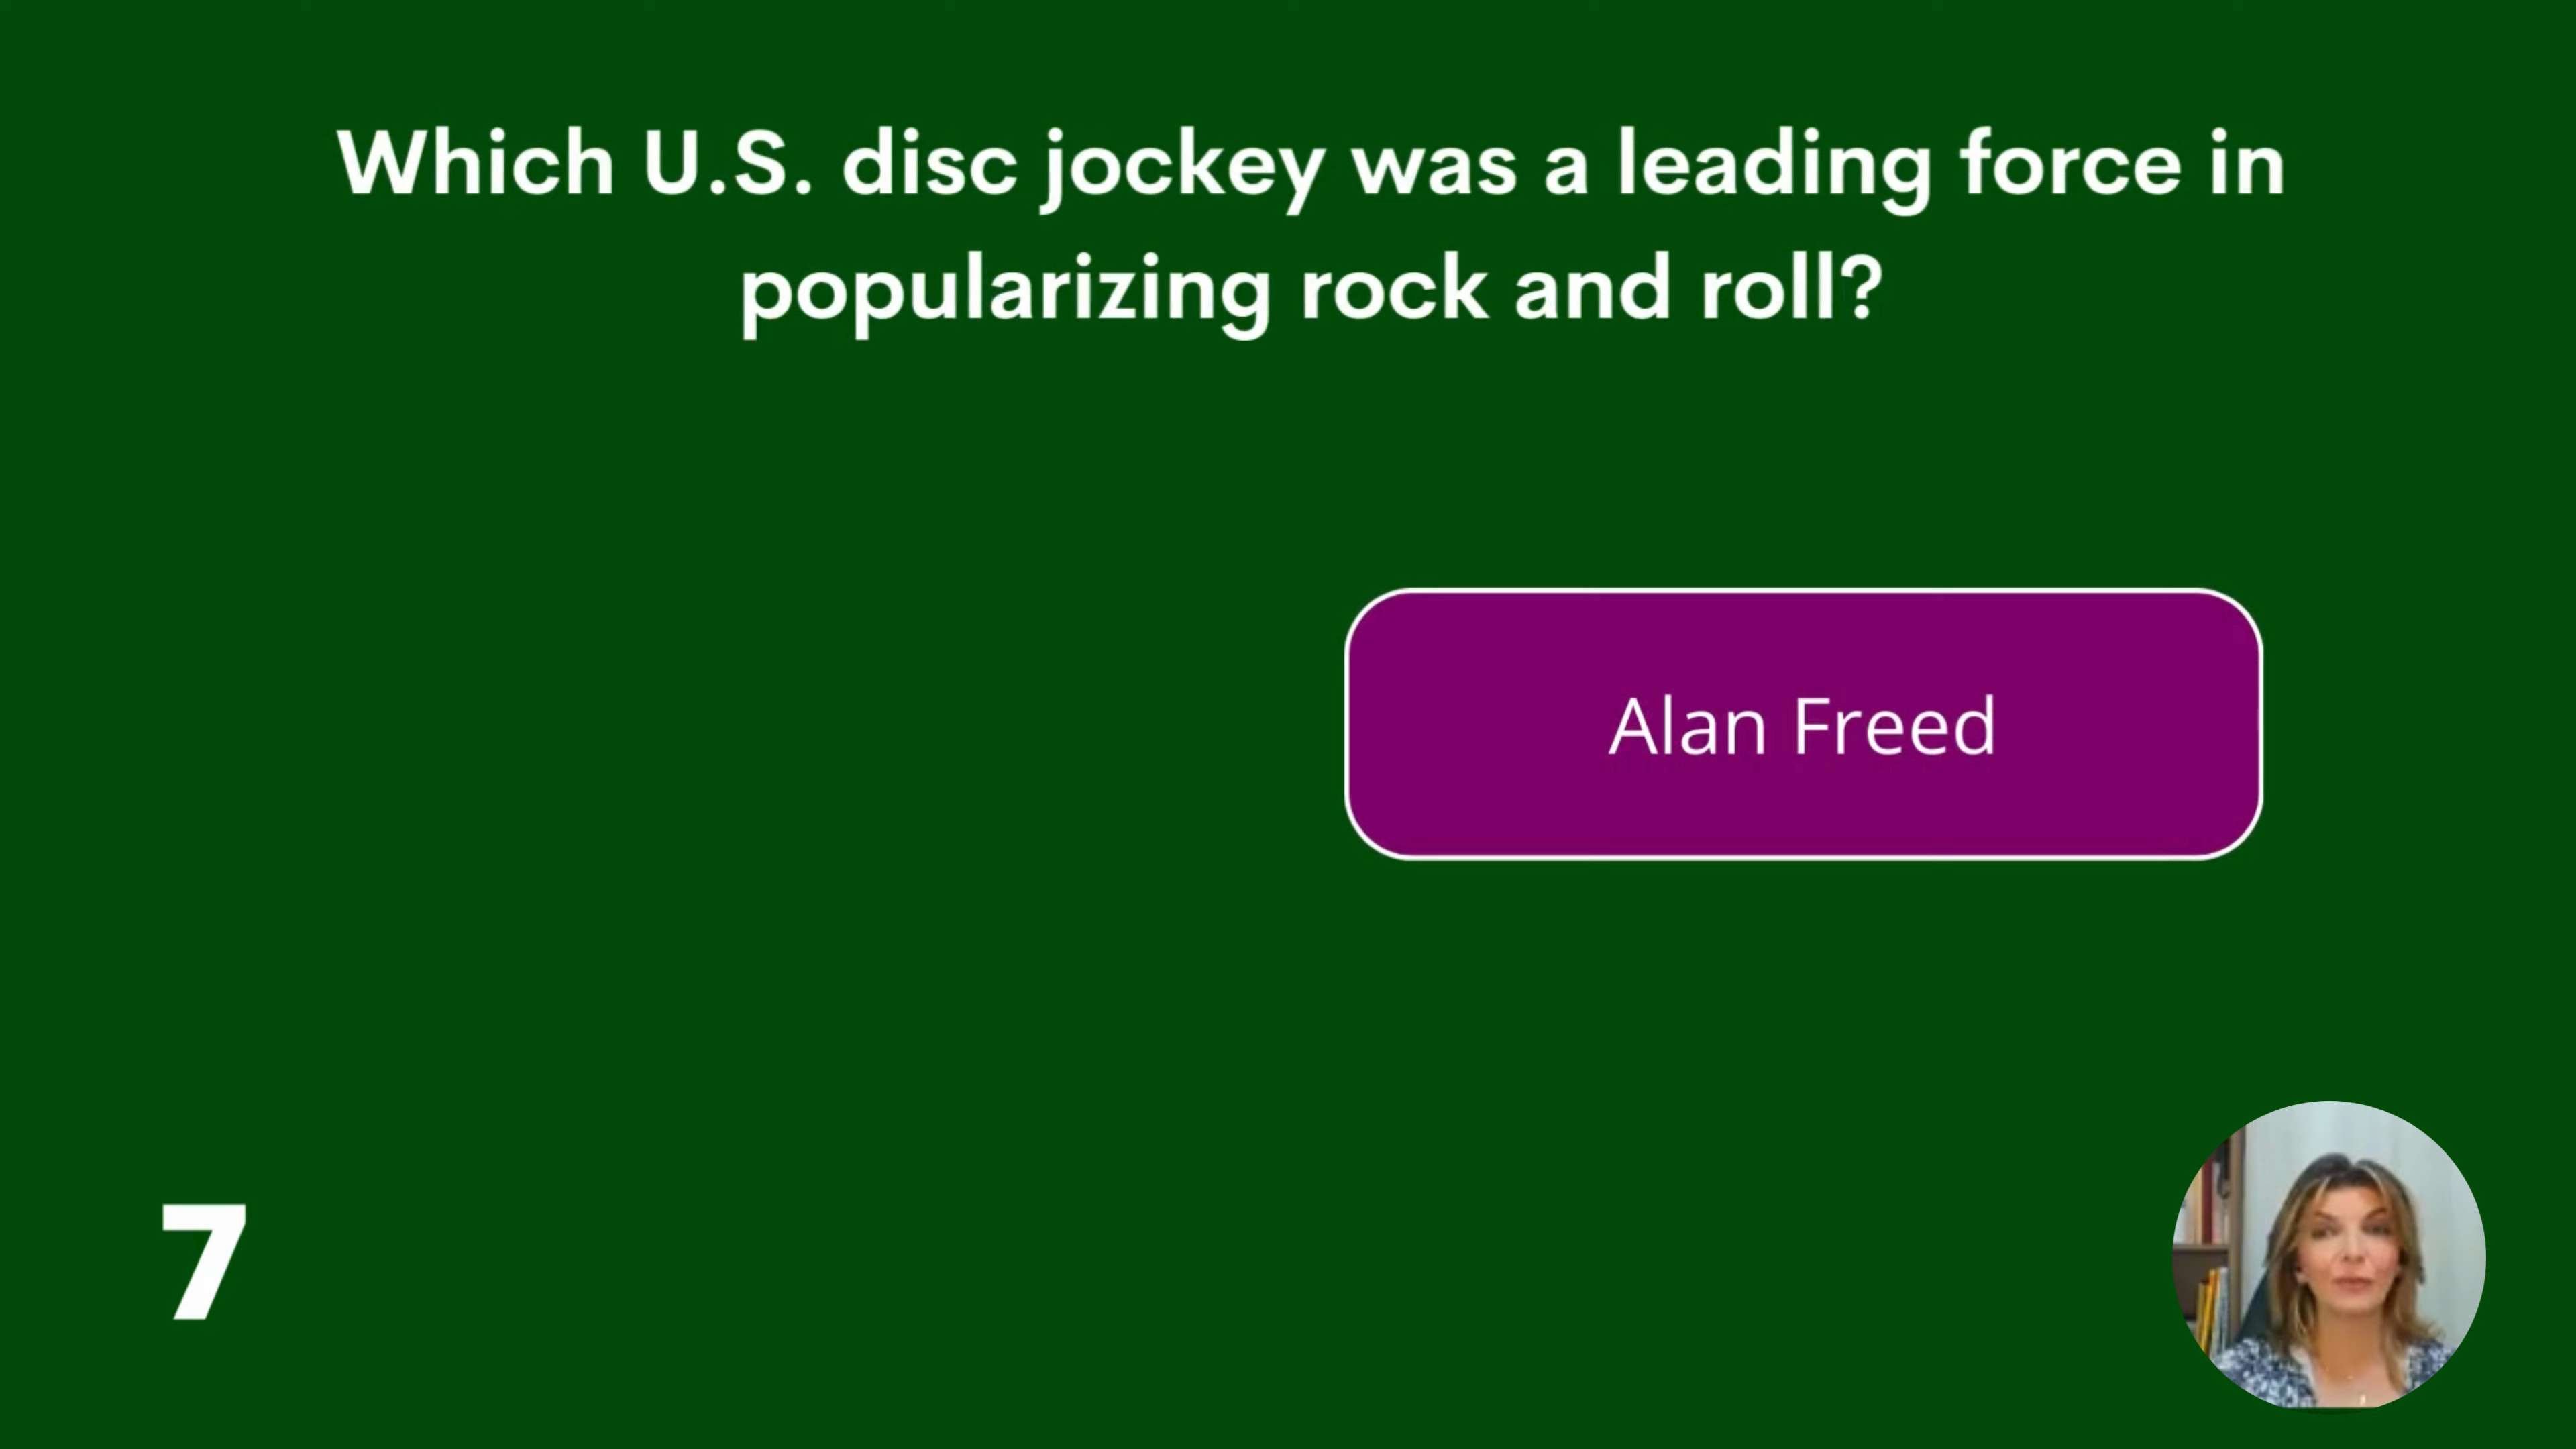 Which U.S. disc jockey was a leading force in
popularizing rock and roll?
Alan Freed
7